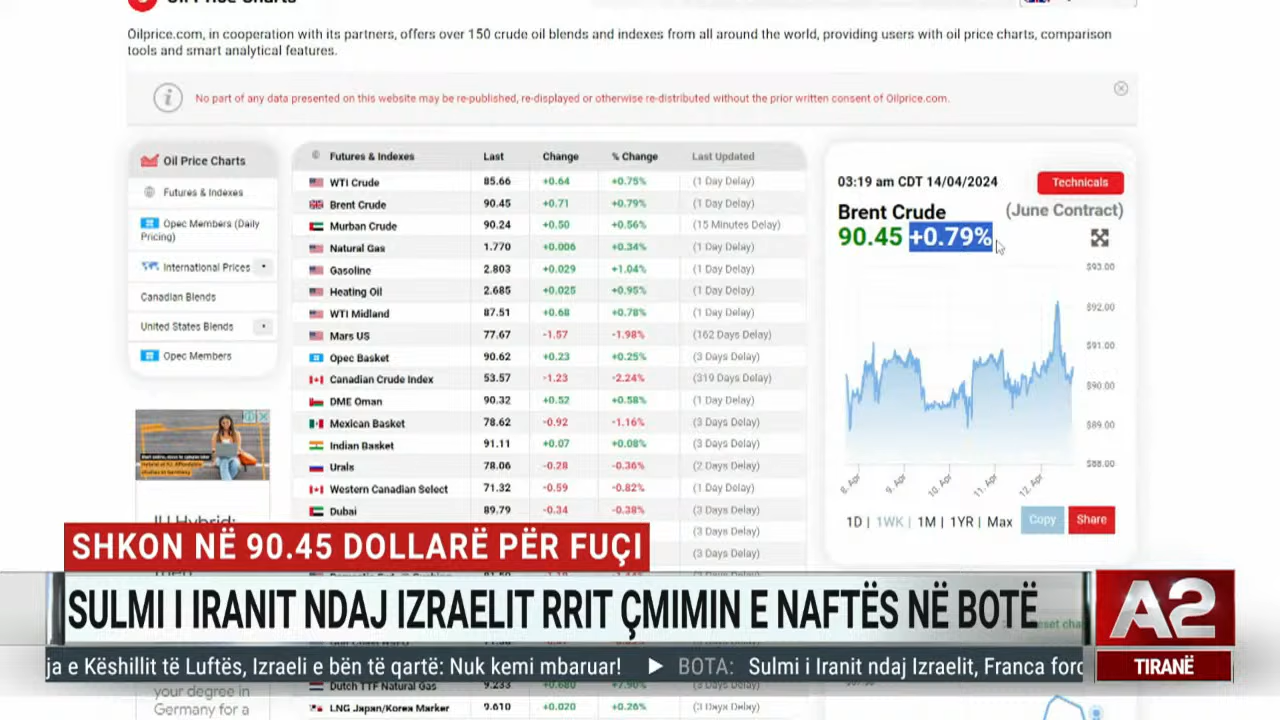 Oil Price Charts
Oilprice.com, in cooperation with its partners, offers over 150 crude oil blends and indexes from all around the world, providing users with oil price charts, comparison
tools and smart analytical features.
No part of any data presented on this website may be re-published, re-displayed or otherwise re-distributed without the prior written consent of Oilprice.com.
Oil Price Charts
Futures & Indexes
Opec Members (Daily
Pricing)
International Prices
Canadian Blends
United States Blends
Opec Members
Futures & Indexes Last Change % Change Last Updated
WTI Crude 85.66 +0.64 +0.75% (1 Day Delay)
Brent Crude 90.45 +0.71 +0.79% (1 Day Delay)
Murban Crude 90.24 +0.50 +0.56% (15 Minutes Delay)
Natural Gas 1.770 +0.006 +0.34% (1 Day Delay)
Gasoline 2.803 +0.029 +1.04% (1 Day Delay)
Heating Oil 2.685 +0.025 +0.95% (1 Day Delay)
WTI Midland 87.51 +0.68 +0.78% (1 Day Delay)
Mars US 77.67 -1.57 -1.98% (162 Days Delay)
Opec Basket 90.62 +0.23 +0.25% (3 Days Delay)
Canadian Crude Index 53.57 -1.23 -2.24% (319 Days Delay)
DME Oman 90.32 +0.52 +0.58% (1 Day Delay)
Mexican Basket 78.62 -0.92 -1.16% (3 Days Delay)
Indian Basket 91.11 +0.07 +0.08% (3 Days Delay)
Urals 78.06 -0.28 -0.36% (2 Days Delay)
Western Canadian Select 71.32 -0.59 -0.82% (1 Day Delay)
Dubai 89.79 -0.34 -0.38% (3 Days Delay)
(3 Days Delay)
(3 Days Delay)
Dutch TTF Natural Gas 9.233 +0.680 +7.90% (3 Days Delay)
LNG Japan/Korea Marker 9.610 +0.020 +0.26% (3 Days Delay)
03:19 am CDT 14/04/2024
Technicals
Brent Crude (June Contract)
90.45 +0.79%
$93.00
$92.00
$91.00
$90.00
$89.00
$88.00
8. Apr 9. Apr 10. Apr 11. Apr 12. Apr
1D | 1WK | 1M | 1YR | Max
Copy
Share
IU Hybrid:
your degree in
Germany for a
SHKON NË 90.45 DOLLARË PËR FUÇI
SULMI I IRANIT NDAJ IZRAELIT RRIT ÇMIMIN E NAFTËS NË BOTË
ja e Këshillit të Luftës, Izraeli e bën të qartë: Nuk kemi mbaruar! BOTA: Sulmi i Iranit ndaj Izraelit, Franca
A2
TIRANË